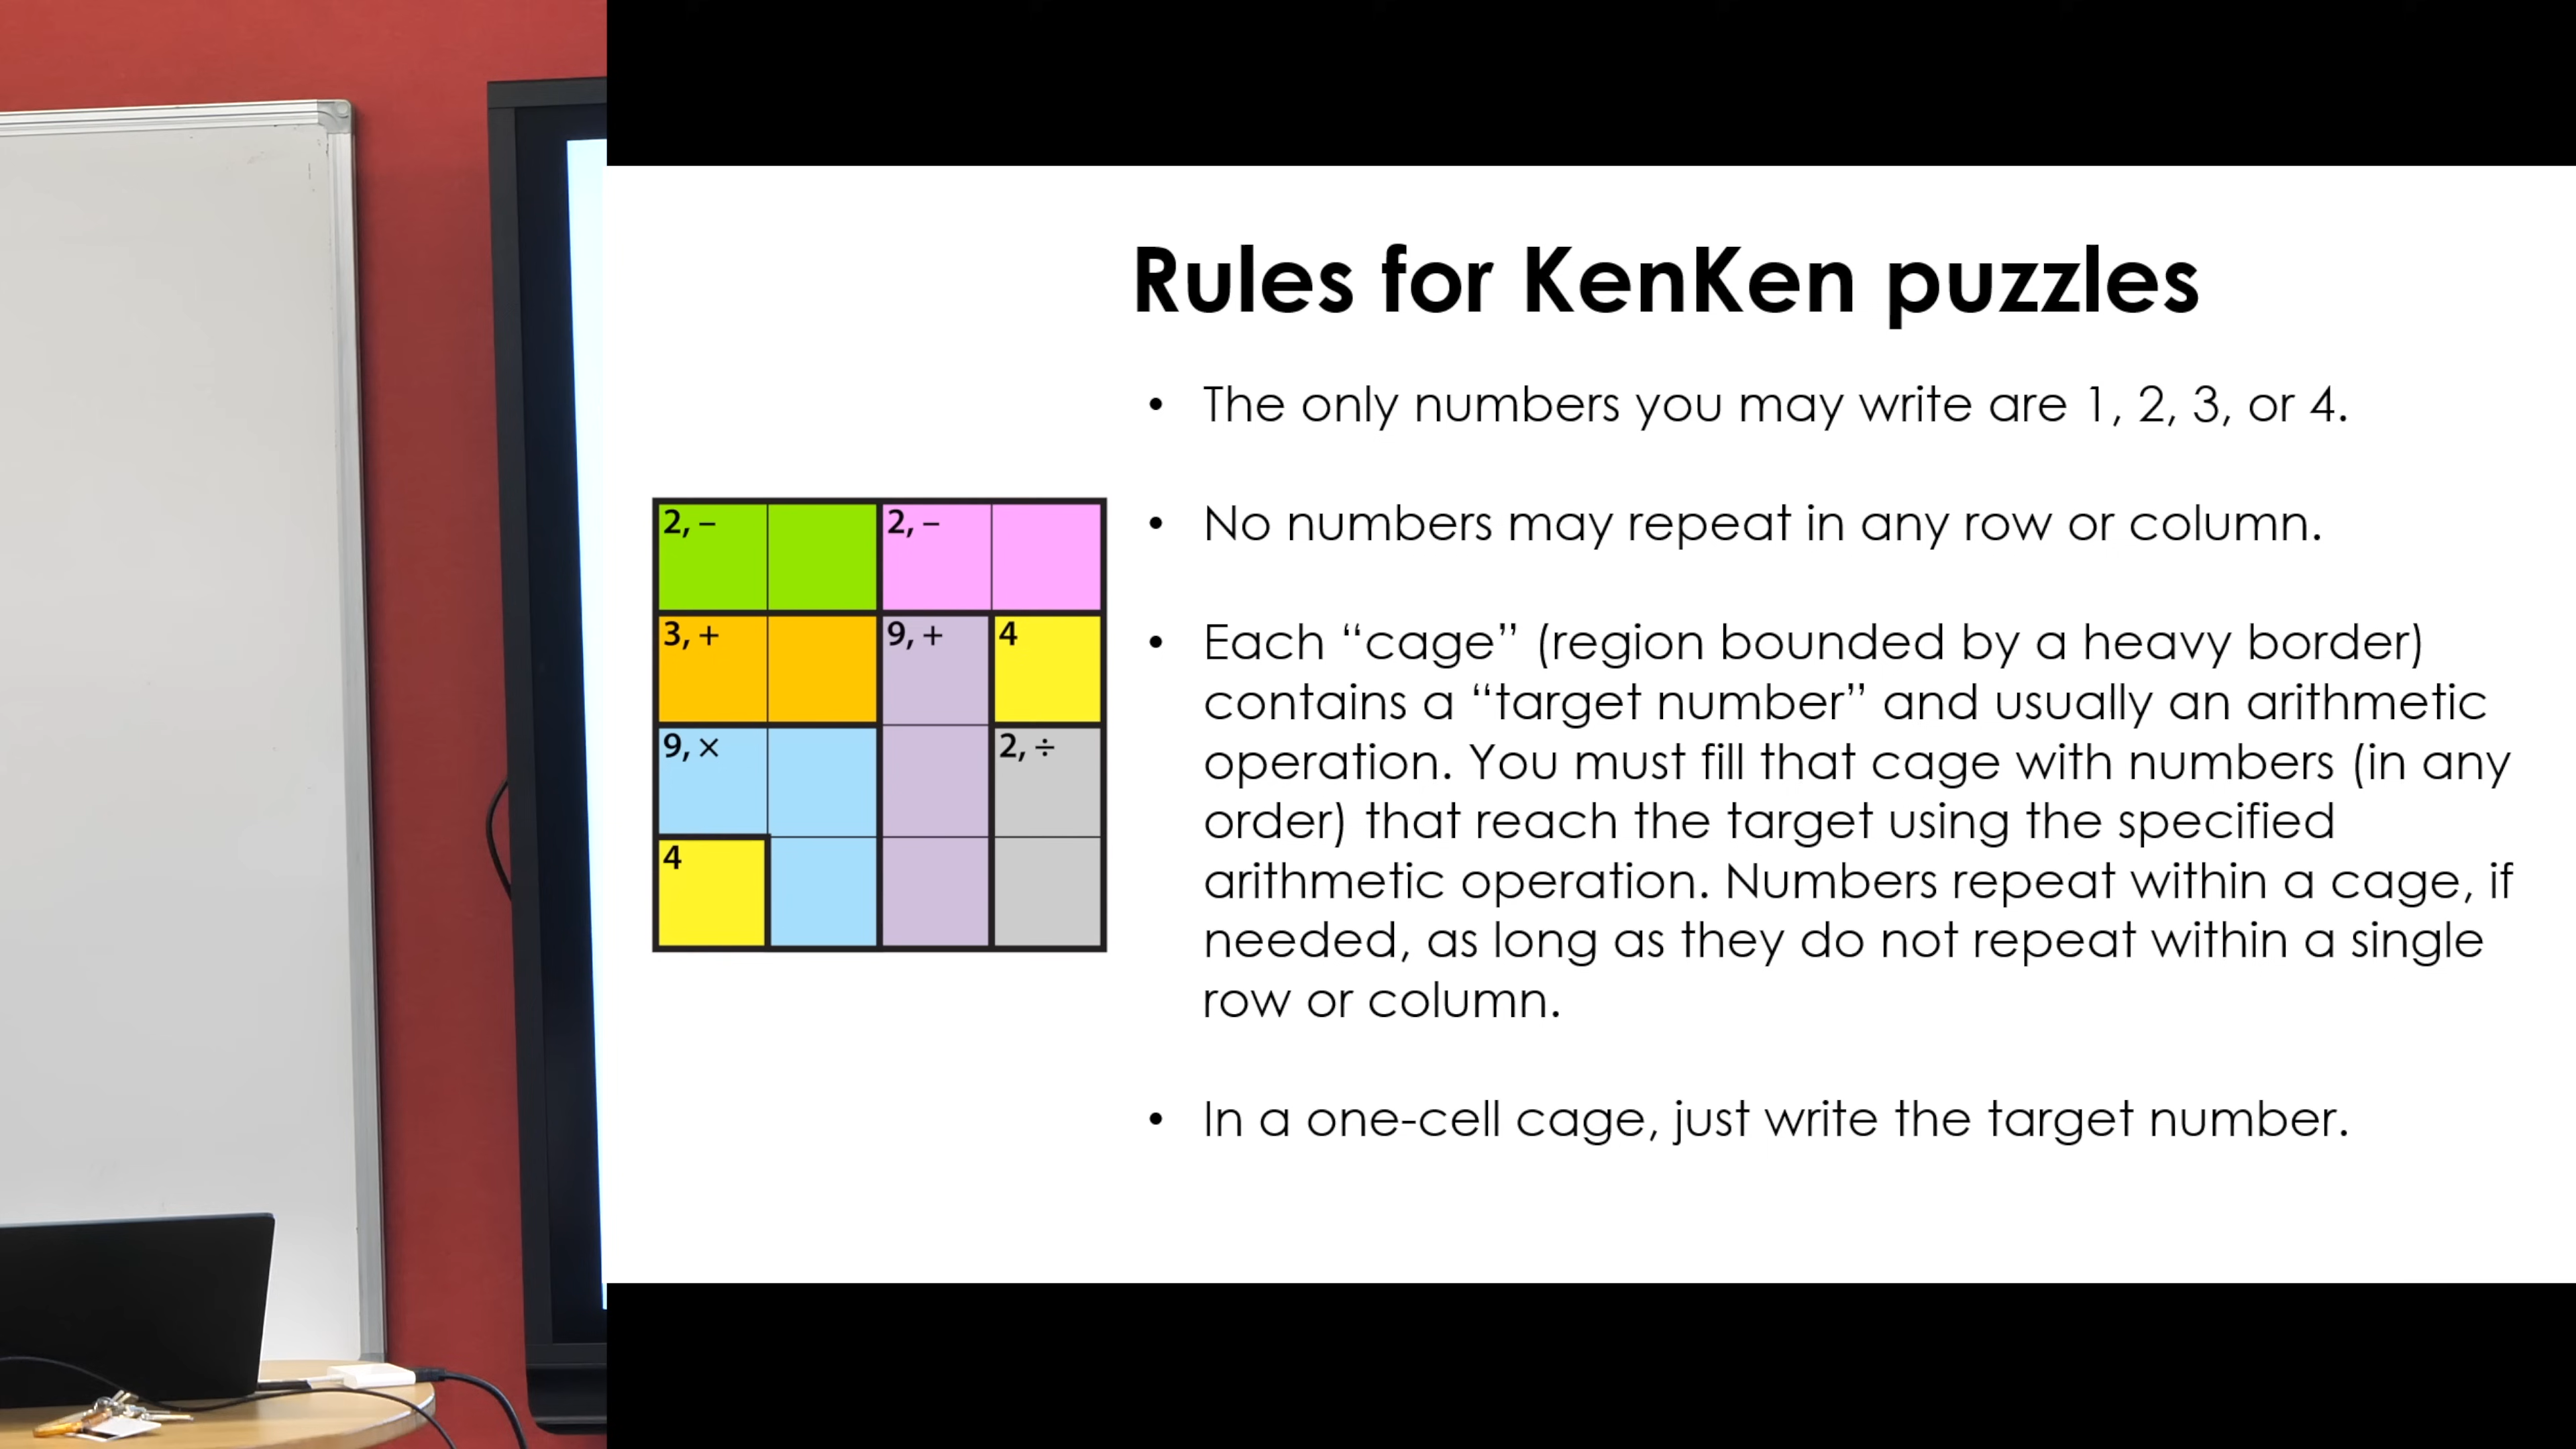 Rules for KenKen puzzles
• The only numbers you may write are 1, 2, 3, or 4.
• No numbers may repeat in any row or column.
• Each “cage” (region bounded by a heavy border)
contains a “target number” and usually an arithmetic
operation. You must fill that cage with numbers (in any
order) that reach the target using the specified
arithmetic operation. Numbers repeat within a cage, if
needed, as long as they do not repeat within a single
row or column.
• In a one-cell cage, just write the target number.
2, − 2, −
3, + 9, + 4
9, × 2, ÷
4